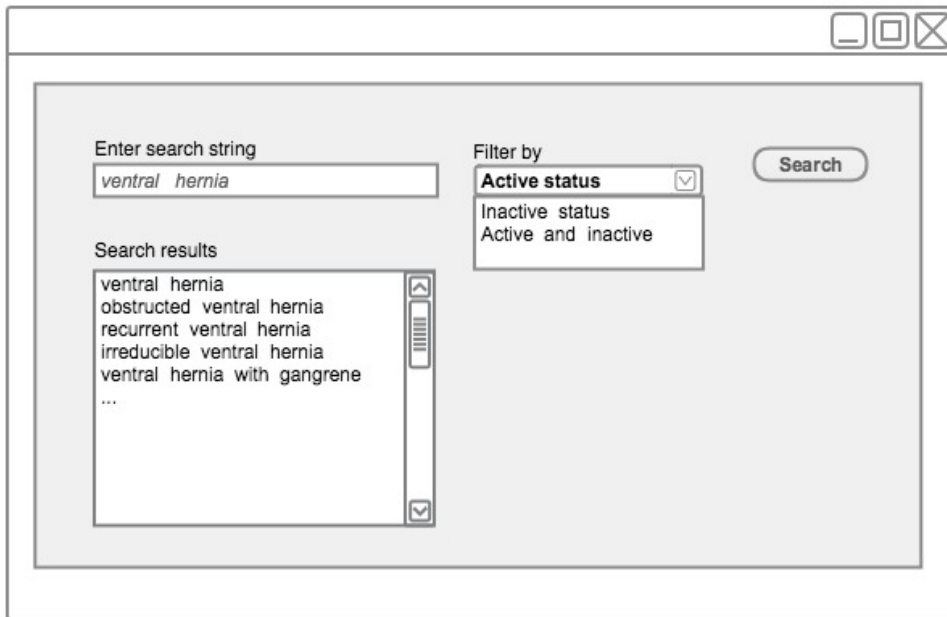 Enter search string
ventral hernia
Filter by
Active status
Inactive status
Active and inactive
Search
Search results
ventral hernia
obstructed ventral hernia
recurrent ventral hernia
irreducible ventral hernia
ventral hernia with gangrene
...